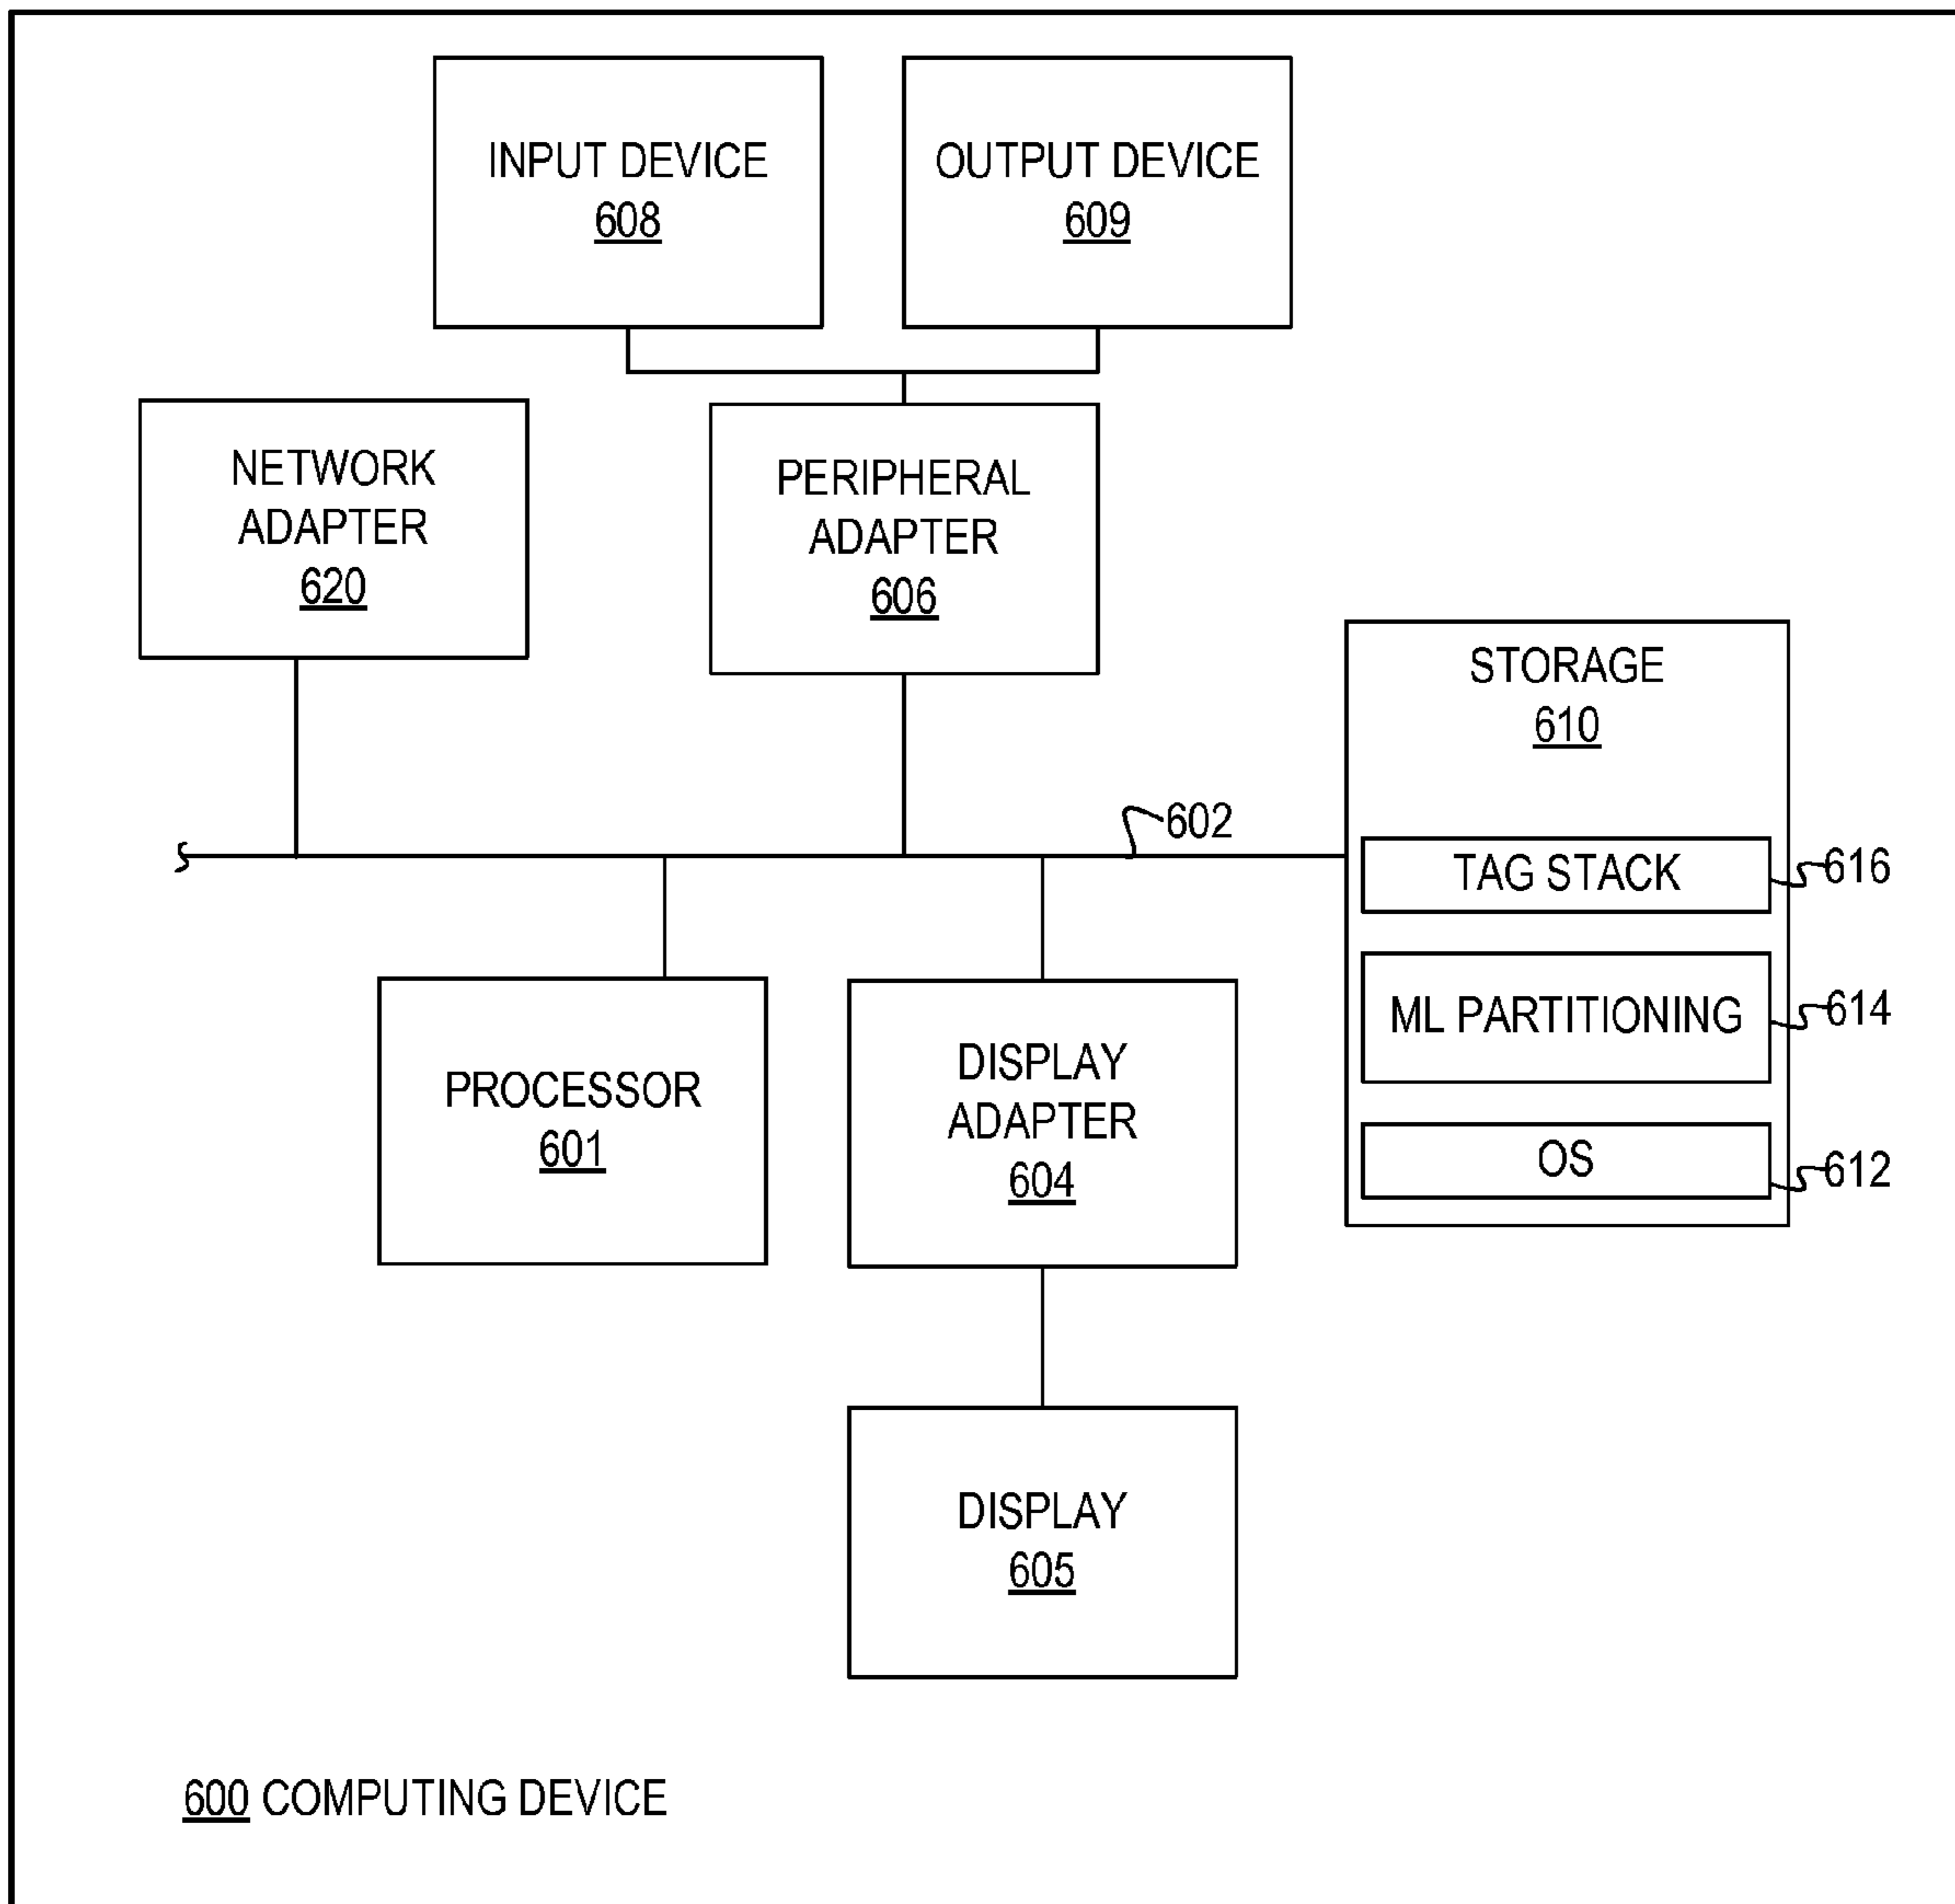 INPUT DEVICE
608
OUTPUT DEVICE
609
NETWORK
ADAPTER
620
PERIPHERAL
ADAPTER
606
STORAGE
610
602
TAG STACK
616
ML PARTITIONING
614
OS
612
PROCESSOR
601
DISPLAY
ADAPTER
604
DISPLAY
605
600 COMPUTING DEVICE